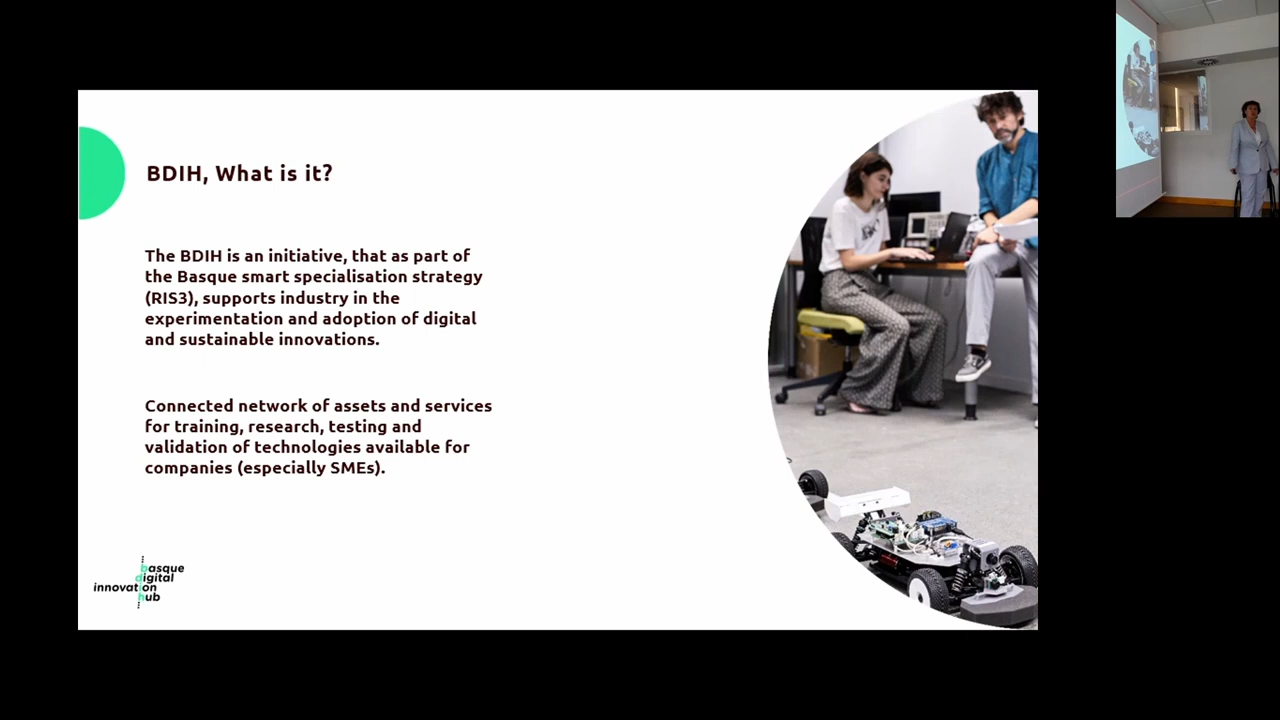 BDIH, What is it?
The BDIH is an initiative, that as part of
the Basque smart specialisation strategy
(RIS3), supports industry in the
experimentation and adoption of digital
and sustainable innovations.
Connected network of assets and services
for training, research, testing and
validation of technologies available for
companies (especially SMEs).
basque
digital
innovation
hub